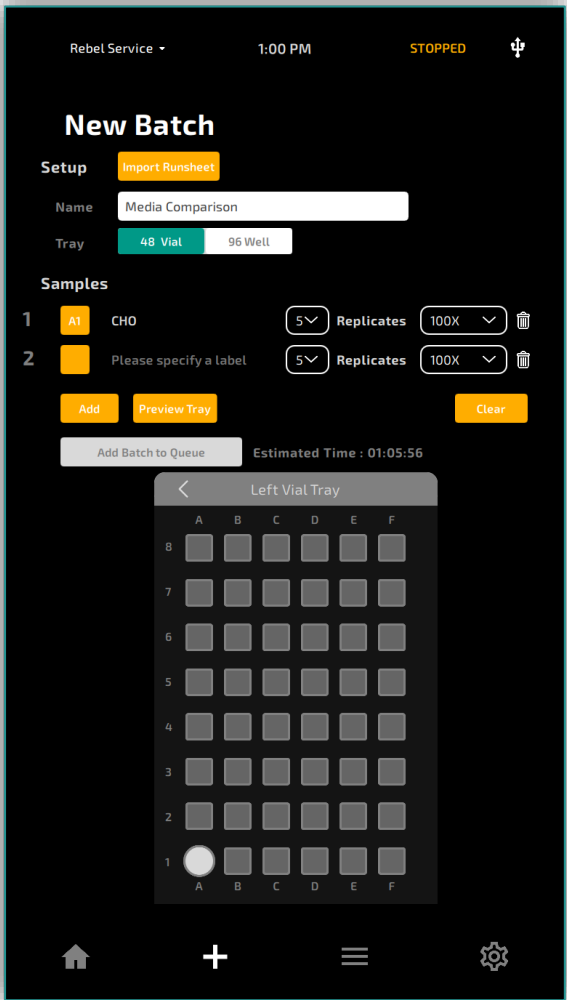 Rebel Service 1:00 PM STOPPED
New Batch
Setup Import Runsheet
Name Media Comparison
Tray 48 Vial 96 Well
Samples
1 A1 CHO 5 Replicates 100X
2 Please specify a label 5 Replicates 100X
Add Preview Tray Clear
Add Batch to Queue Estimated Time : 01:05:56
Left Vial Tray
A B C D E F
8
7
6
5
4
3
2
1
A B C D E F